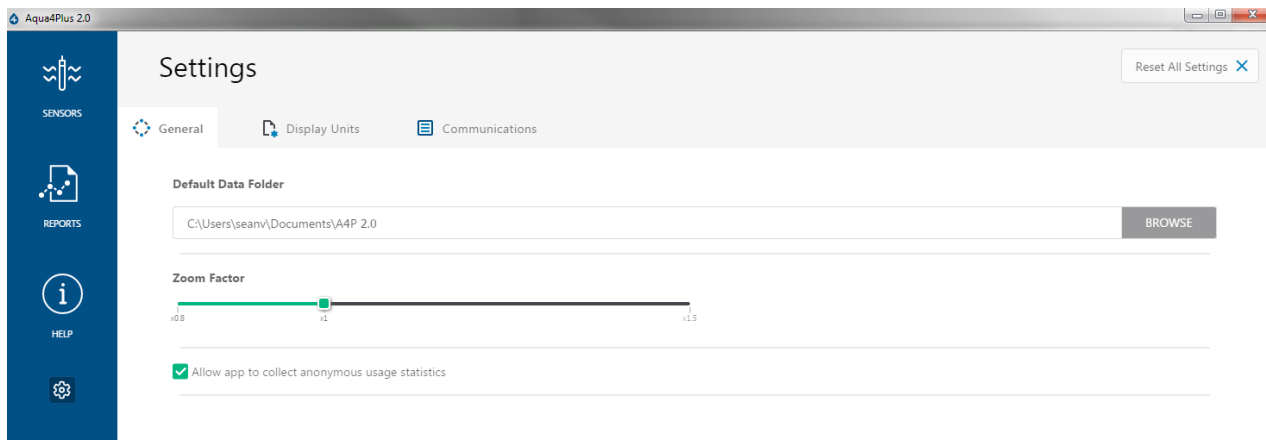 Aqua4Plus 2.0
SENSORS
REPORTS
HELP
Settings
Reset All Settings
General
Display Units
Communications
Default Data Folder
C:\Users\seanv\Documents\A4P 2.0
BROWSE
Zoom Factor
x0.8
x1
x1.5
Allow app to collect anonymous usage statistics